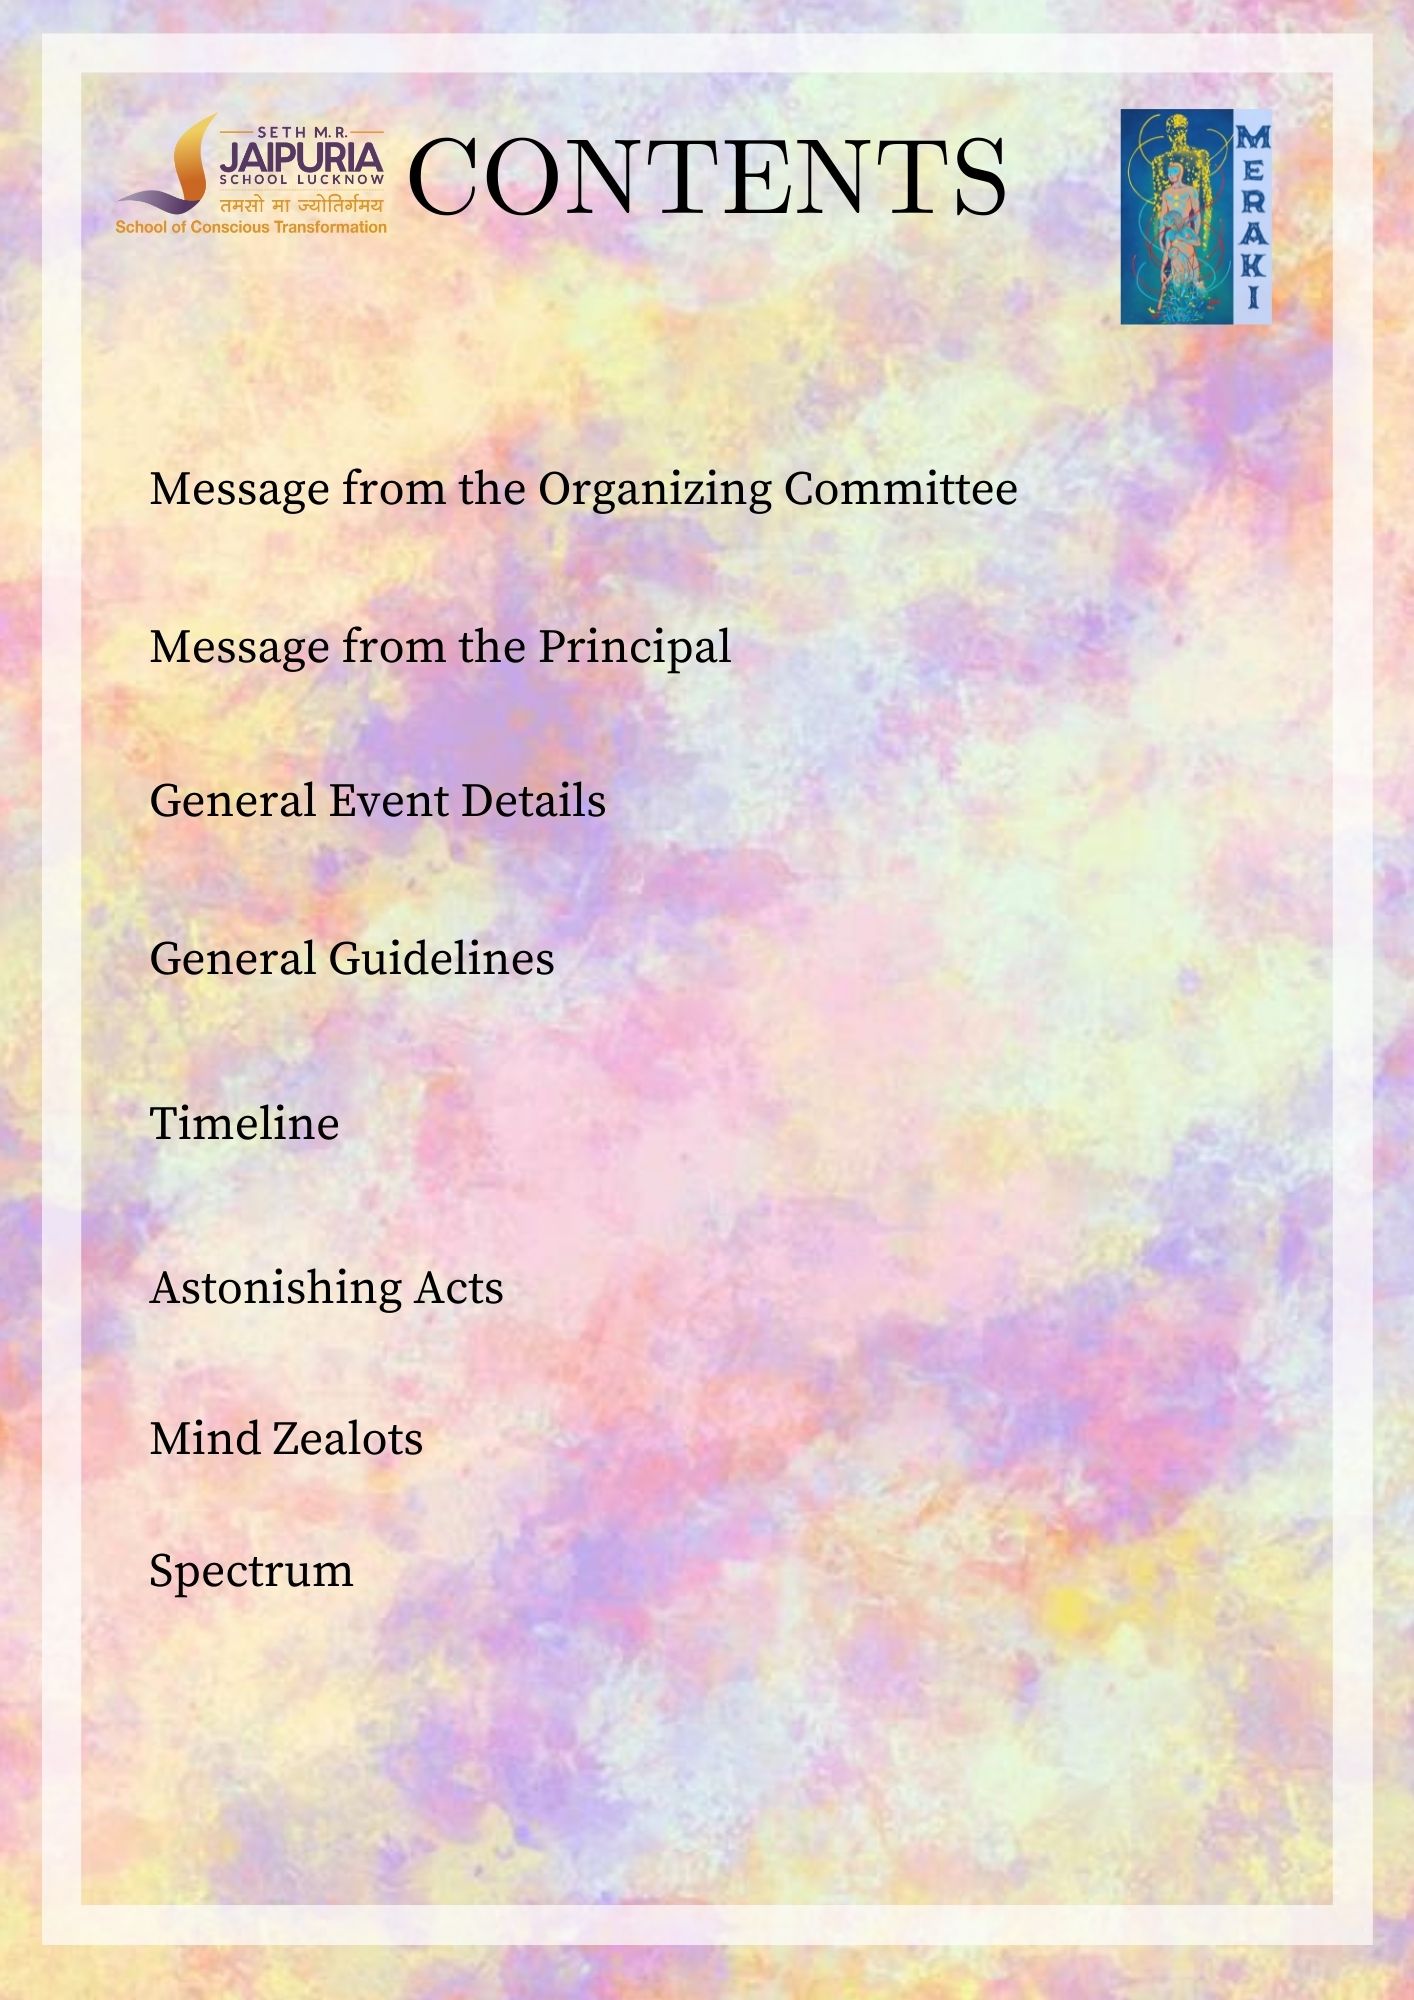 SETH M.R.
JAIPURIA
SCHOOL LUCKNOW
तमसो मा ज्योतिर्गमय
School of Conscious Transformation
CONTENTS
MERAKI
Message from the Organizing Committee
Message from the Principal
General Event Details
General Guidelines
Timeline
Astonishing Acts
Mind Zealots
Spectrum